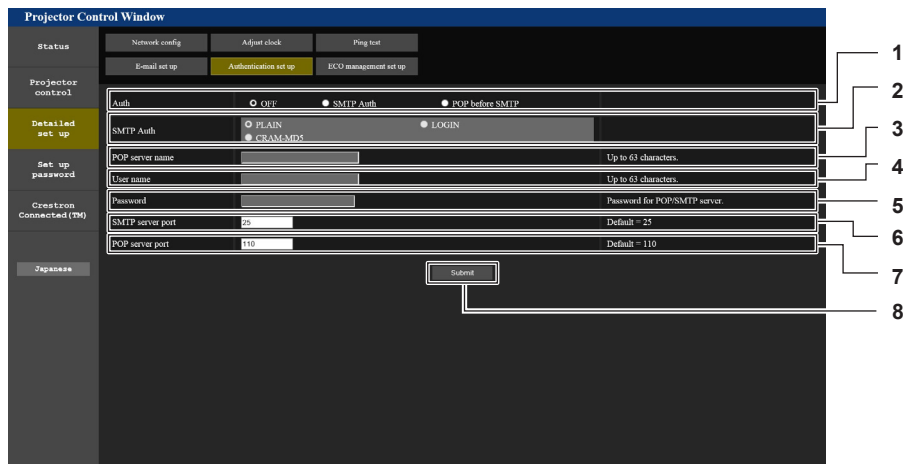 Projector Control Window
Status
Network config
Adjust clock
Ping test
E-mail set up
Authentication set up
ECO management set up
Projector
control
Detailed
set up
Set up
password
Crestron
Connected(TM)
Japanese
Auth
OFF
SMTP Auth
POP before SMTP
1
SMTP Auth
PLAIN
LOGIN
CRAM-MD5
2
POP server name
Up to 63 characters.
3
User name
Up to 63 characters.
4
Password
Password for POP/SMTP server.
5
SMTP server port
25
Default = 25
6
POP server port
110
Default = 110
7
Submit
8